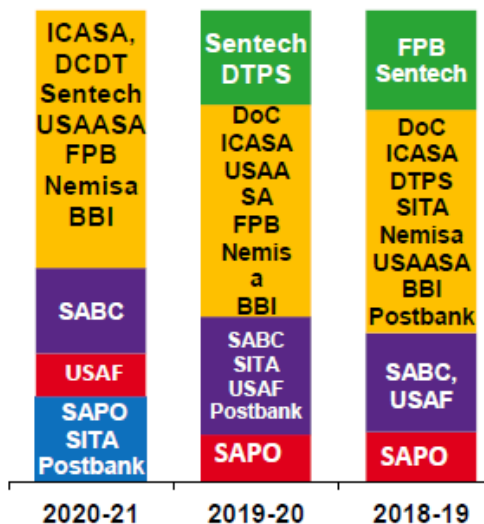 ICASA,
DCDT
Sentech
USAASA
FPB
Nemisa
BBI
SABC
USAF
SAPO
SITA
Postbank
Sentech
DTPS
DoC
ICASA
USAA
SA
FPB
Nemis
a
BBI
SABC
SITA
USAF
Postbank
SAPO
FPB
Sentech
DoC
ICASA
DTPS
SITA
Nemisa
USAASA
BBI
Postbank
SABC,
USAF
SAPO
2020-21 2019-20 2018-19